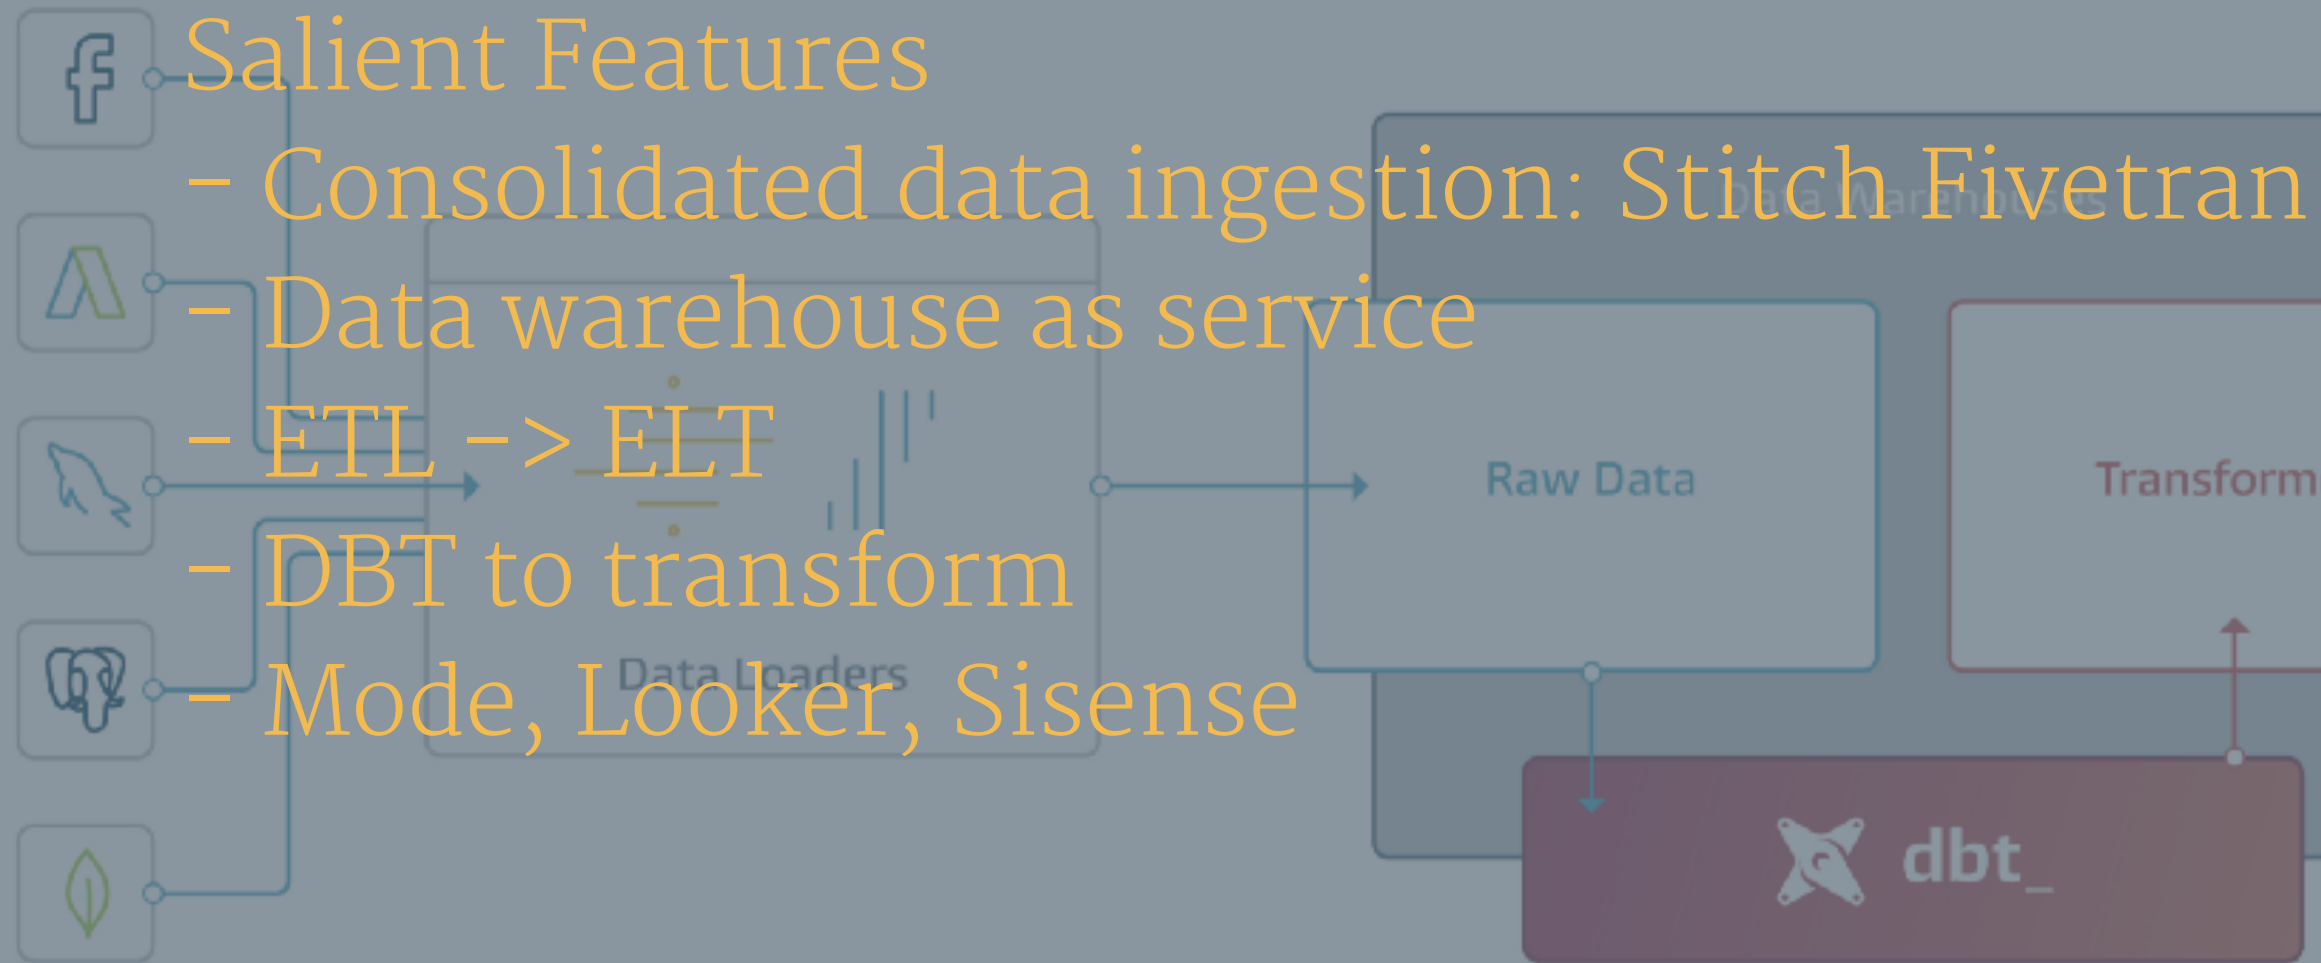 Salient Features
- Consolidated data ingestion: Stitch Fivetran
Data Warehouses
- Data warehouse as service
- ETL -> ELT
Raw Data
Transform
- DBT to transform
Data Loaders
- Mode, Looker, Sisense
dbt_